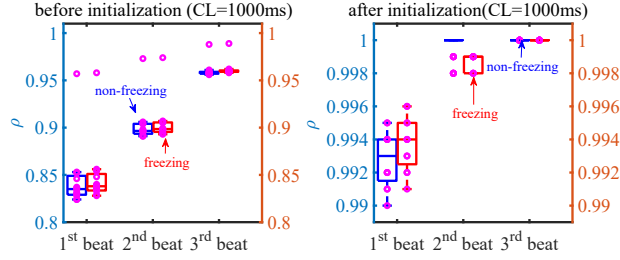 before initialization (CL=1000ms)
1
0.95
0.9
0.85
0.8
ρ
non-freezing
freezing
1
0.95
0.9
0.85
0.8
1st beat 2nd beat 3rd beat
after initialization(CL=1000ms)
1
0.998
0.996
0.994
0.992
0.99
ρ
non-freezing
freezing
1
0.998
0.996
0.994
0.992
0.99
1st beat 2nd beat 3rd beat